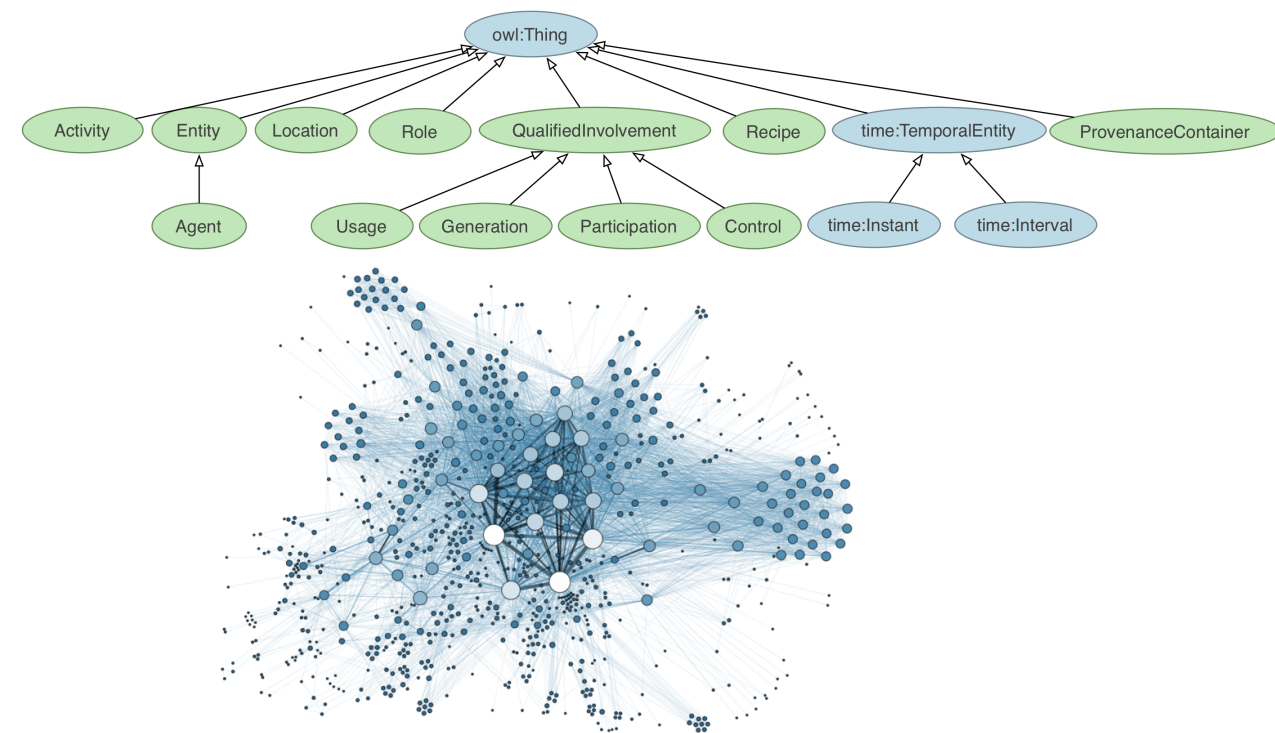 owl:Thing
Activity Entity Location Role QualifiedInvolvement Recipe time:TemporalEntity ProvenanceContainer
Agent Usage Generation Participation Control time:Instant time:Interval